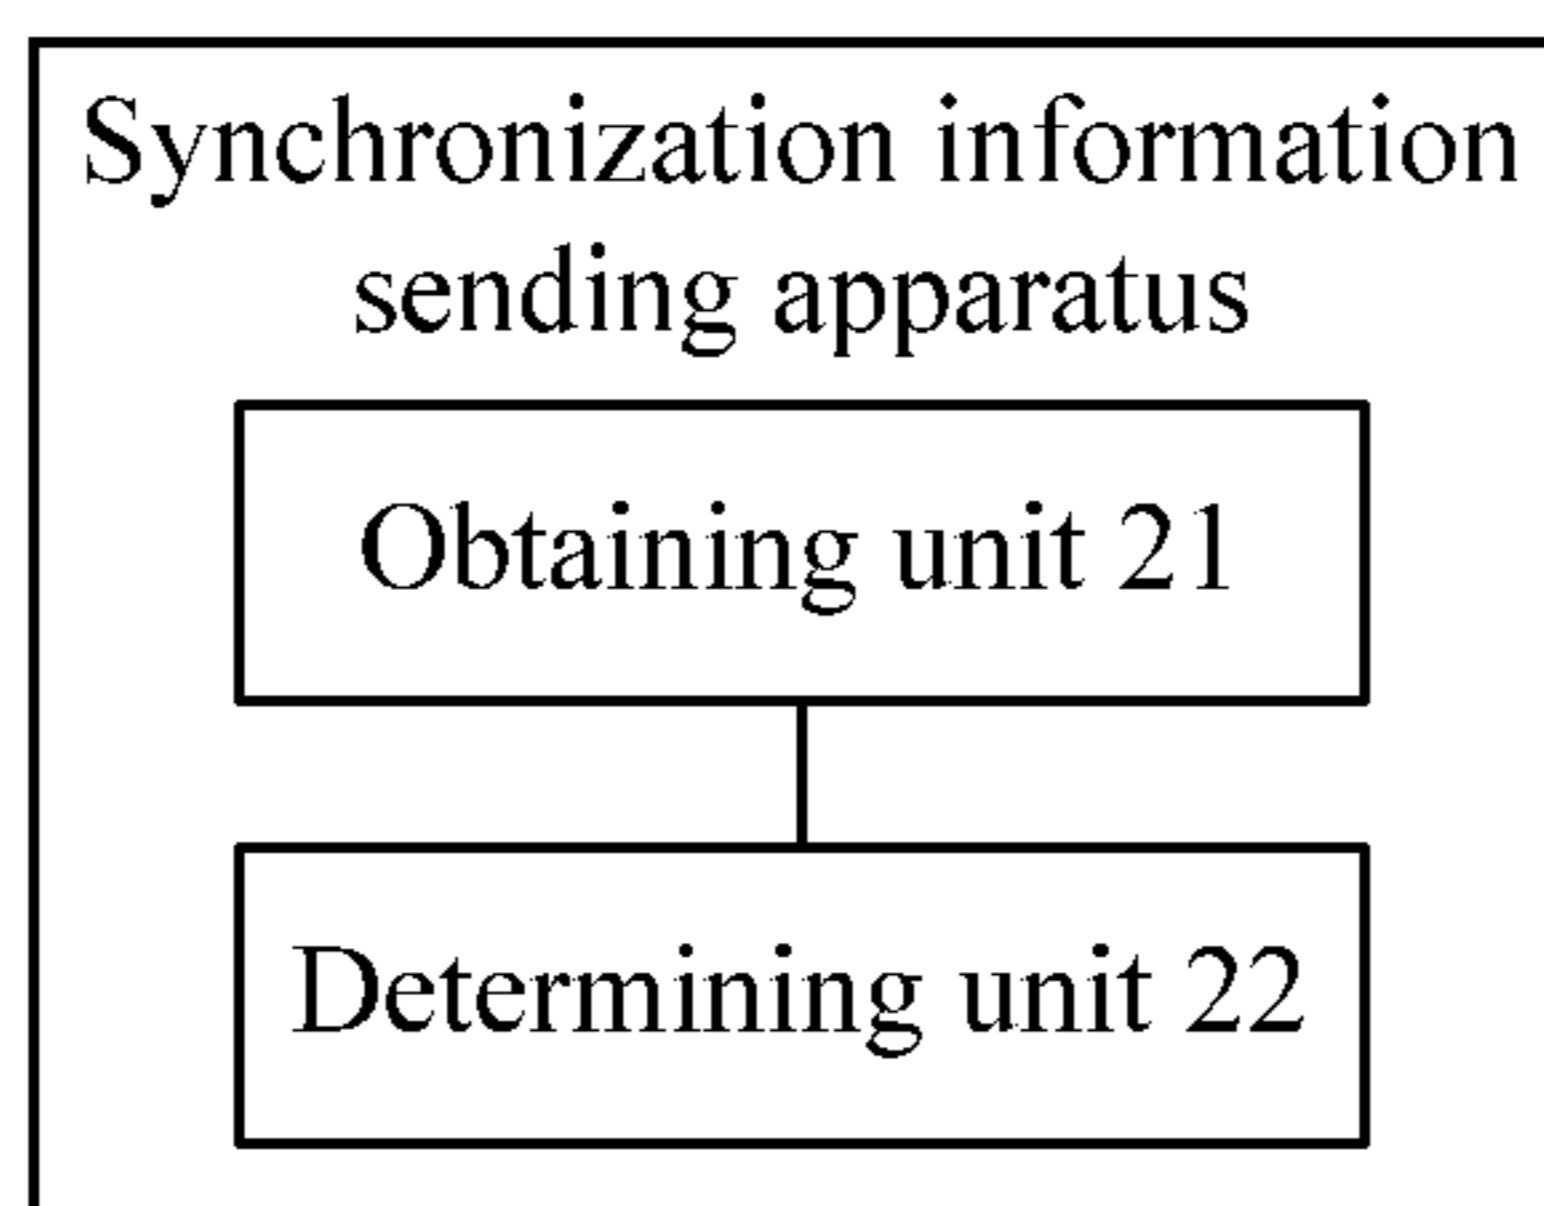 Synchronization information
sending apparatus
Obtaining unit 21
Determining unit 22